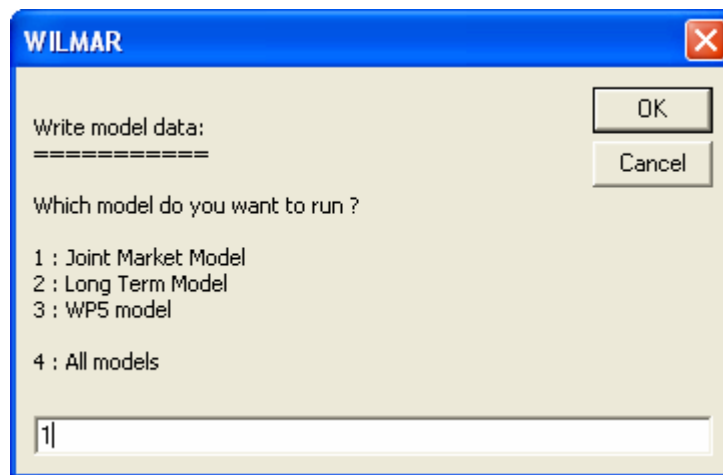 WILMAR
OK
Write model data:
===========
Cancel
Which model do you want to run ?
1 : Joint Market Model
2 : Long Term Model
3 : WP5 model
4 : All models
1